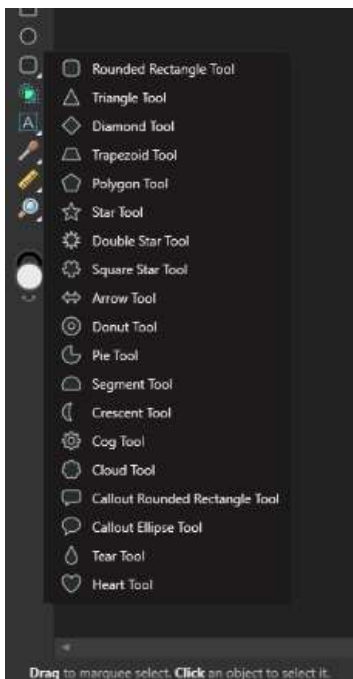 A
Rounded Rectangle Tool
Triangle Tool
Diamond Tool
Trapezoid Tool
Polygon Tool
Star Tool
Double Star Tool
Square Star Tool
Arrow Tool
Donut Tool
Pie Tool
Segment Tool
Crescent Tool
Cog Tool
Cloud Tool
Callout Rounded Rectangle Tool
Callout Ellipse Tool
Tear Tool
Heart Tool
Drag to marquee select. Click an object to select it.